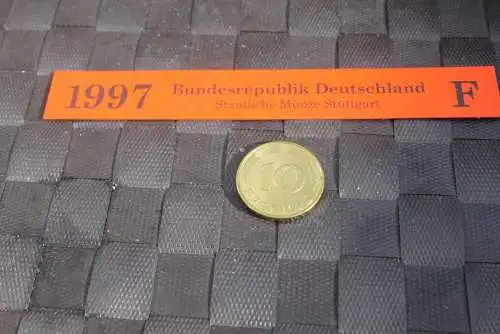 1997 Bundesrepublik Deutschland F
Staatliche Münze Stuttgart
10